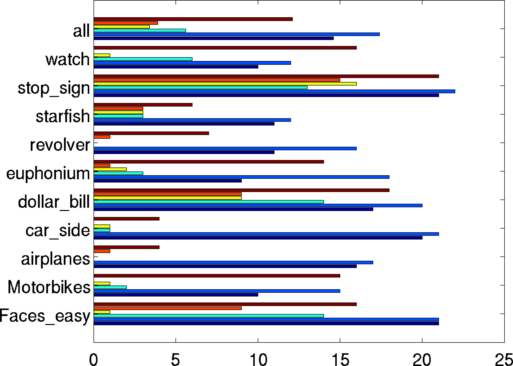 all
watch
stop_sign
starfish
revolver
euphonium
dollar_bill
car_side
airplanes
Motorbikes
Faces_easy
0 5 10 15 20 25